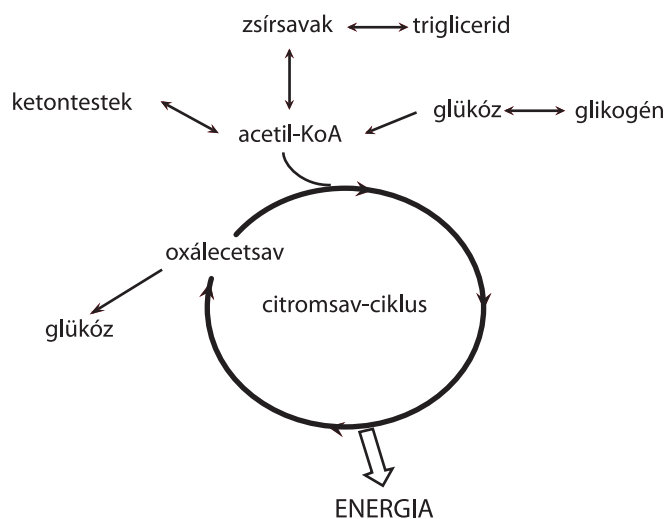 zsírsavak triglicerid
ketontestek
glükóz glikogén
acetil-KoA
oxálecetsav
citromsav-ciklus
glükóz
ENERGIA